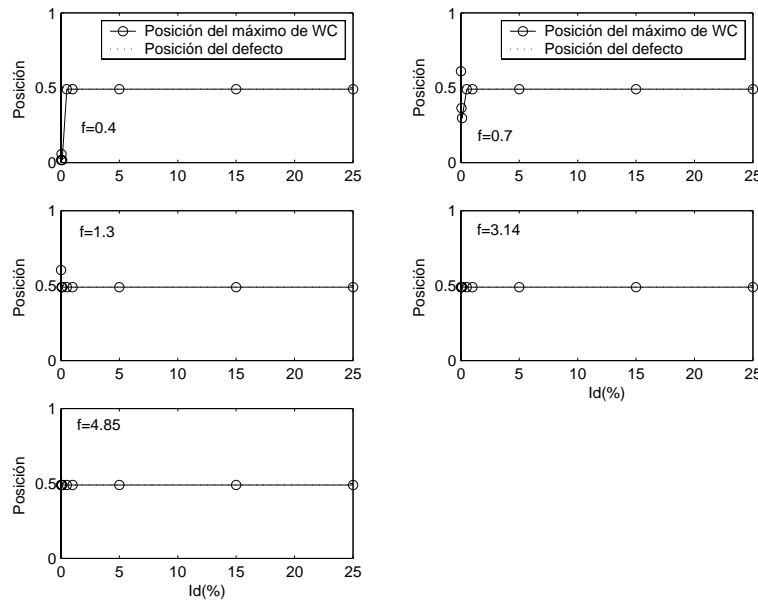 Posición del máximo de WC
Posición del defecto
1
0.5
0
Posición
f=0.4
0 5 10 15 20 25
Posición del máximo de WC
Posición del defecto
1
0.5
0
Posición
f=0.7
0 5 10 15 20 25
1
0.5
0
Posición
f=1.3
0 5 10 15 20 25
1
0.5
0
Posición
f=3.14
0 5 10 15 20 25
Id(%)
1
0.5
0
Posición
f=4.85
0 5 10 15 20 25
Id(%)